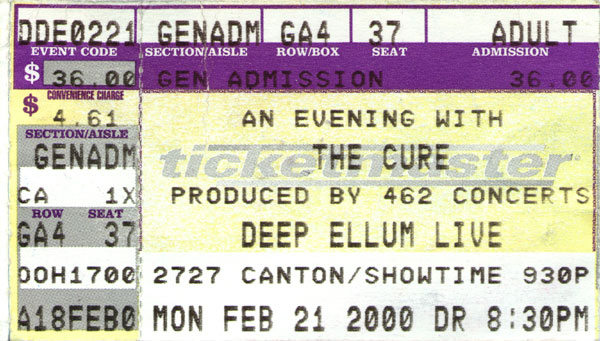 DDE0221 GENADM GA4 37 ADULT
EVENT CODE SECTION/AISLE ROW/BOX SEAT ADMISSION
$ 36.00 GEN ADMISSION 36.00
CONVENIENCE CHARGE
$ 4.61 AN EVENING WITH
SECTION/AISLE
GENADM THE CURE
ticketmaster
CA 1X PRODUCED BY 462 CONCERTS
ROW SEAT
GA4 37 DEEP ELLUM LIVE
OOH1700 2727 CANTON/SHOWTIME 930P
A18FEB0 MON FEB 21 2000 DR 8:30PM